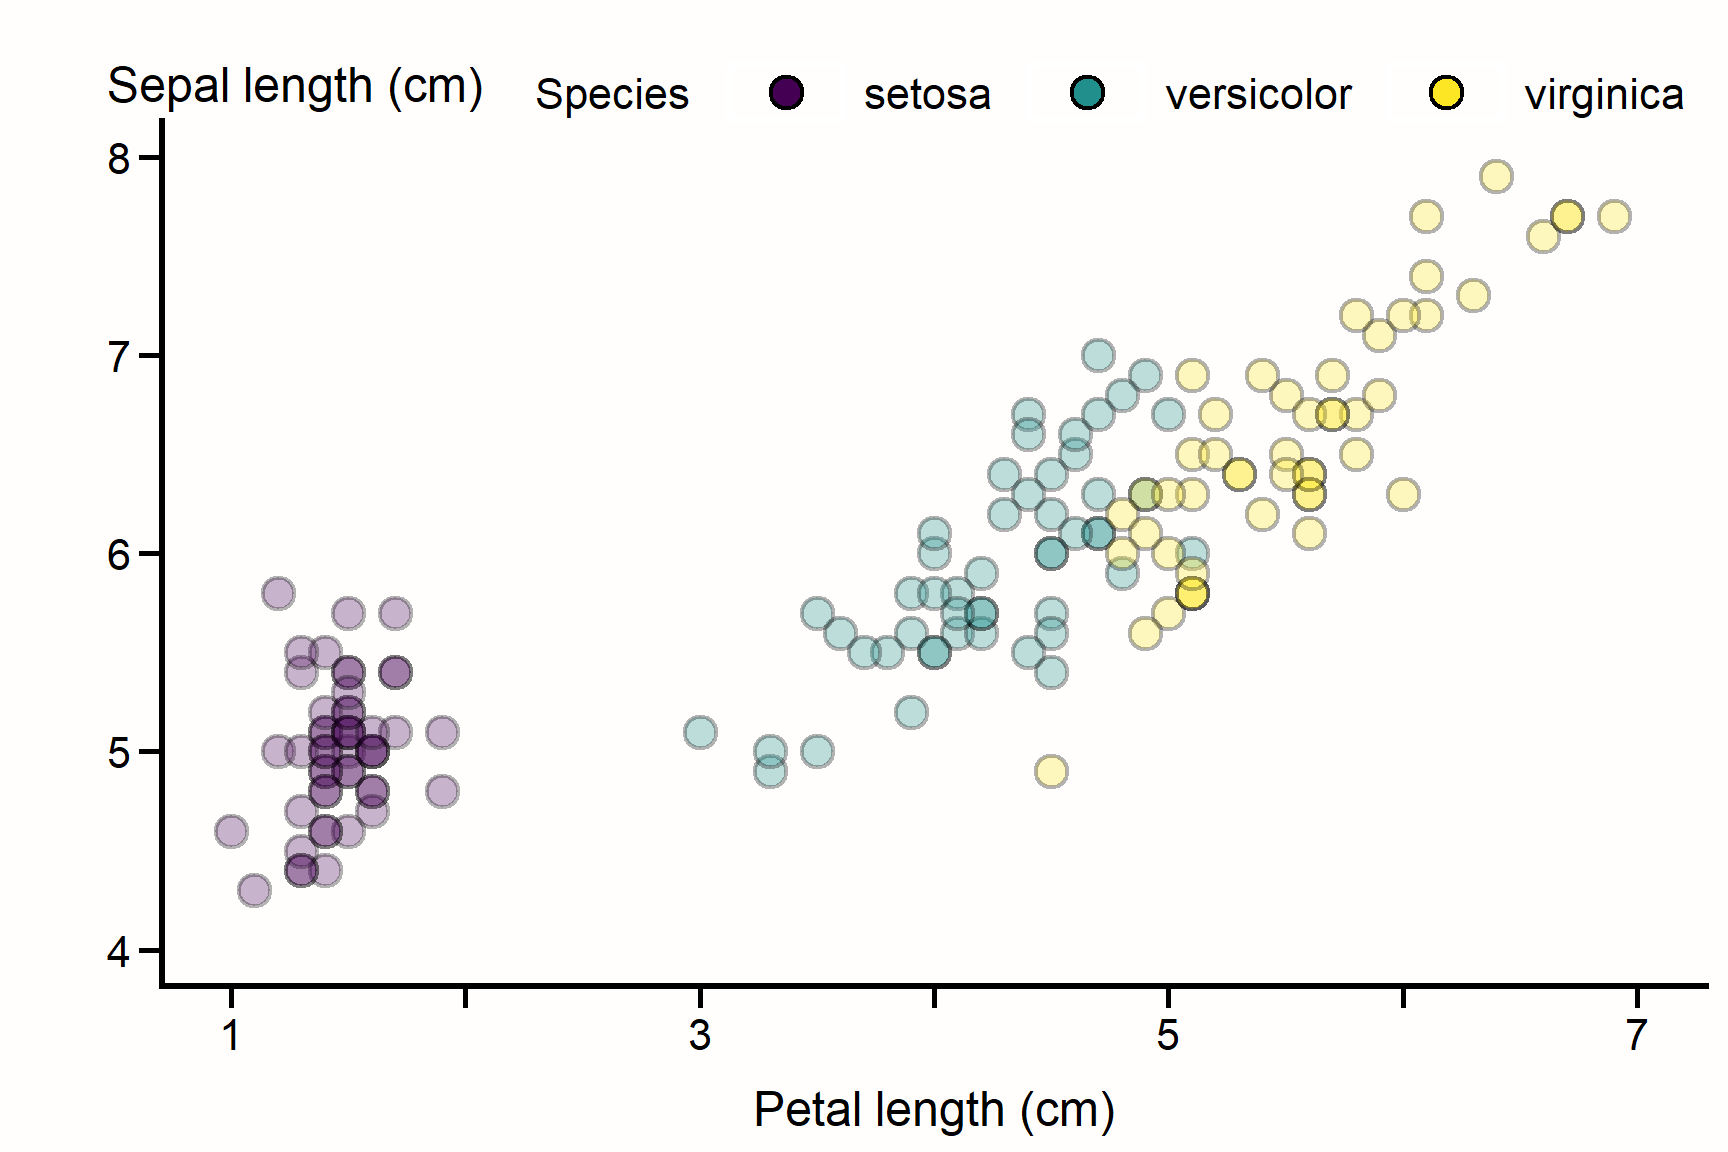 Sepal length (cm)
Species setosa versicolor virginica
8
7
6
5
4
1 3 5 7
Petal length (cm)